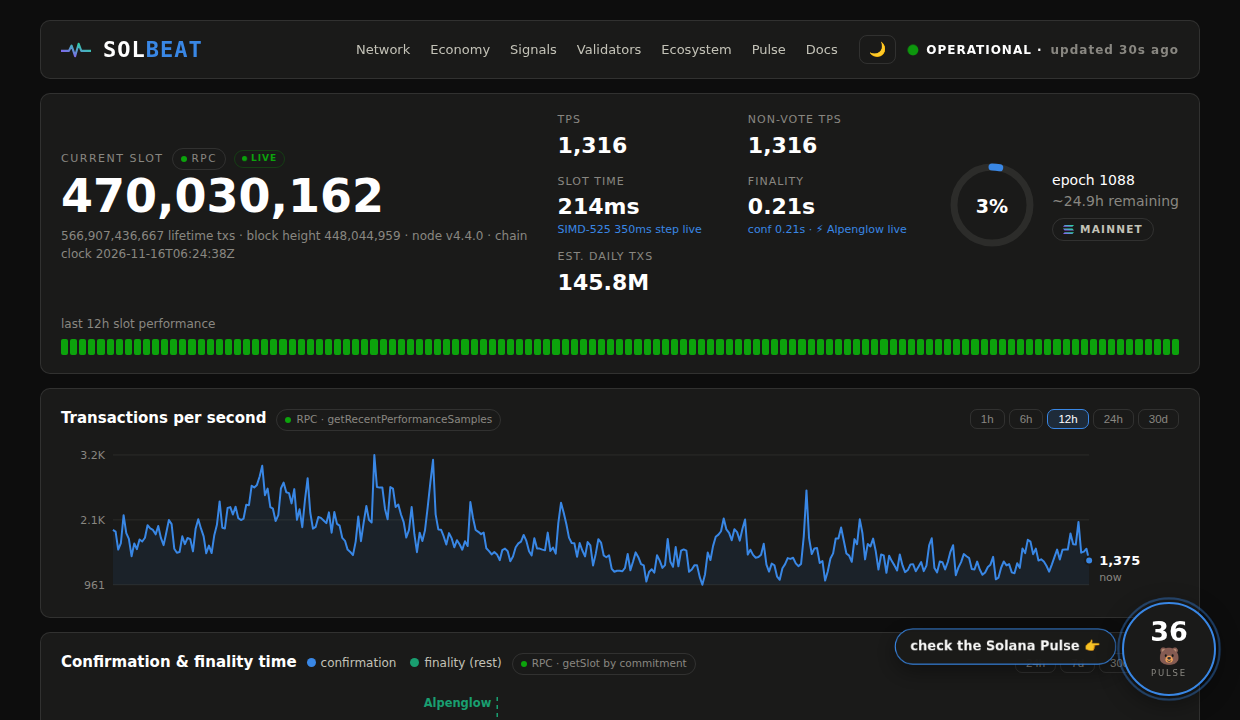 SOLBEAT
Network Economy Signals Validators Ecosystem Pulse Docs
OPERATIONAL · updated 30s ago
CURRENT SLOT RPC LIVE
470,030,162
566,907,436,667 lifetime txs · block height 448,044,959 · node v4.4.0 · chain
clock 2026-11-16T06:24:38Z
TPS
1,316
NON-VOTE TPS
1,316
SLOT TIME
214ms
SIMD-525 350ms step live
FINALITY
0.21s
conf 0.21s · ⚡ Alpenglow live
EST. DAILY TXS
145.8M
3%
epoch 1088
~24.9h remaining
MAINNET
last 12h slot performance
Transactions per second RPC · getRecentPerformanceSamples
1h 6h 12h 24h 30d
3.2K
2.1K
961
1,375
now
Confirmation & finality time confirmation finality (rest) RPC · getSlot by commitment
Alpenglow
check the Solana Pulse 👉
36
PULSE